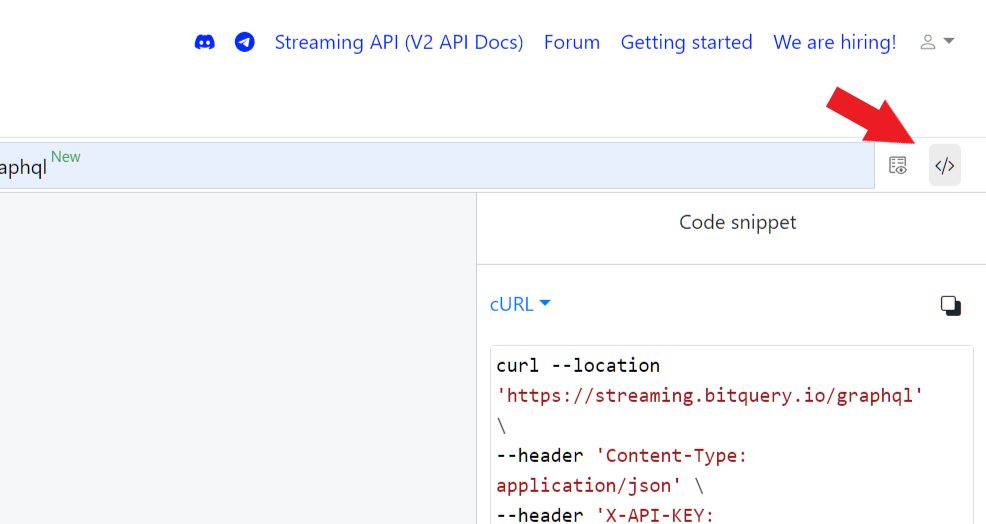 Streaming API (V2 API Docs) Forum Getting started We are hiring!
aphql New
</>
Code snippet
cURL
curl --location
'https://streaming.bitquery.io/graphql'
\
--header 'Content-Type:
application/json' \
--header 'X-API-KEY: